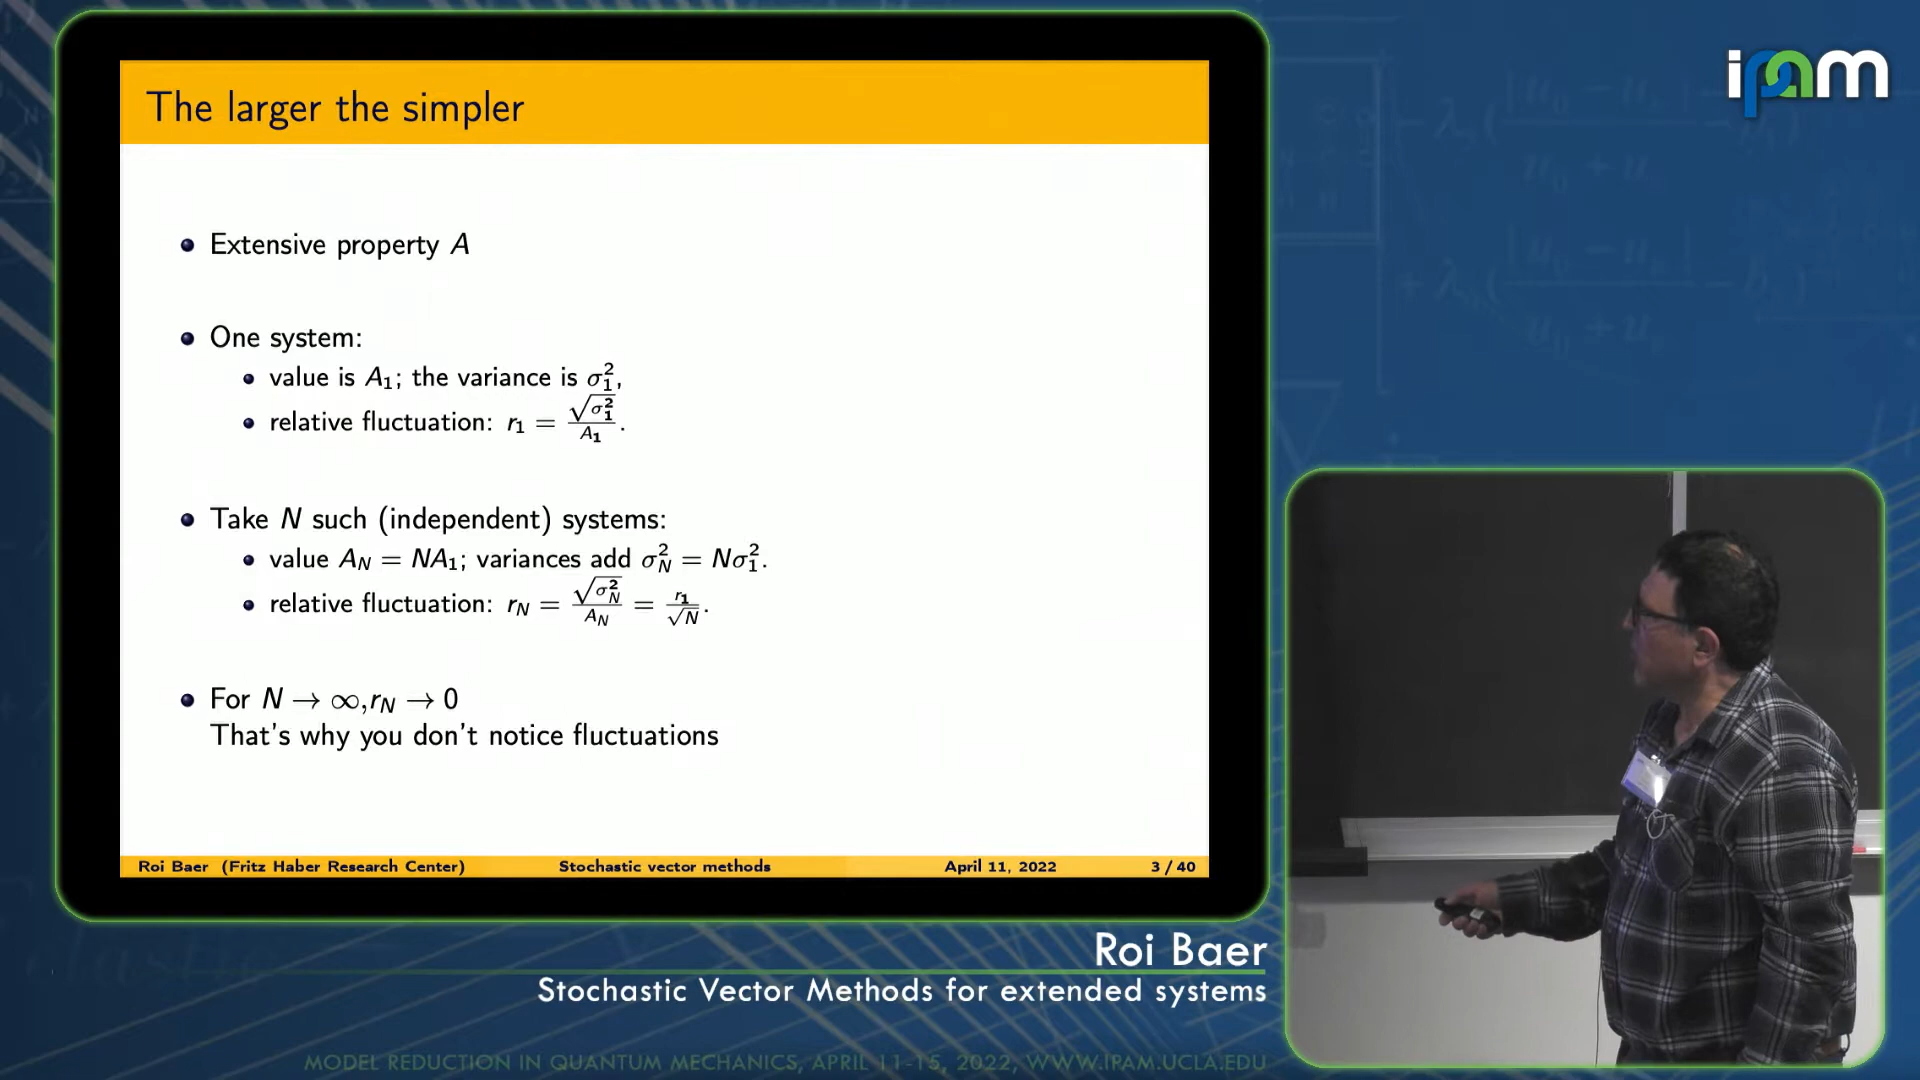 The larger the simpler
• Extensive property A
• One system:
• value is A₁; the variance is σ₁²,
• relative fluctuation: r₁ = √σ₁² / A₁.
• Take N such (independent) systems:
• value A_N = NA₁; variances add σ_N² = Nσ₁².
• relative fluctuation: r_N = √σ_N² / A_N = r₁ / √N.
• For N → ∞, r_N → 0
That's why you don't notice fluctuations
Roi Baer (Fritz Haber Research Center) Stochastic vector methods April 11, 2022 3 / 40
ipam
Roi Baer
Stochastic Vector Methods for extended systems
MODEL REDUCTION IN QUANTUM MECHANICS, APRIL 11-15, 2022, WWW.IPAM.UCLA.EDU